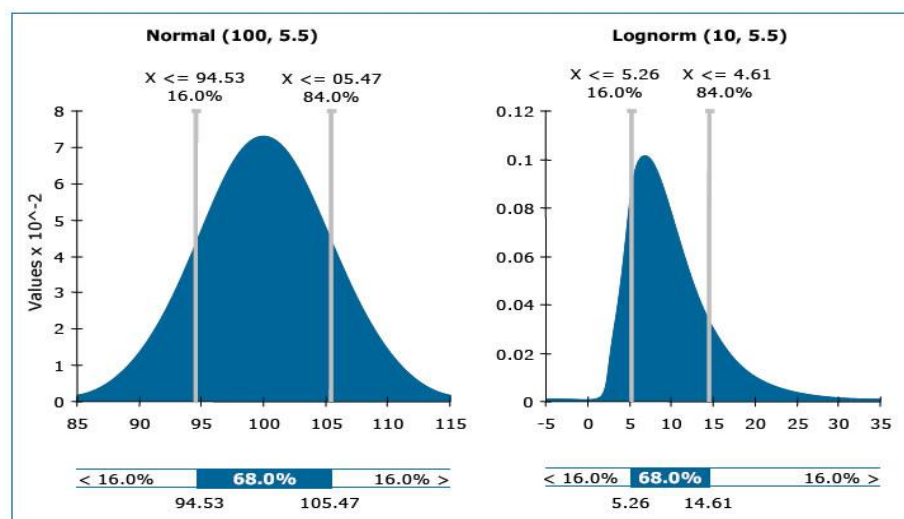 Normal (100, 5.5)
X <= 94.53
16.0%
X <= 05.47
84.0%
Values x 10^-2
8
7
6
5
4
3
2
1
0
85 90 95 100 105 110 115
< 16.0% 68.0% 16.0% >
94.53 105.47
Lognorm (10, 5.5)
X <= 5.26
16.0%
X <= 4.61
84.0%
0.12
0.1
0.08
0.06
0.04
0.02
0
-5 0 5 10 15 20 25 30 35
< 16.0% 68.0% 16.0% >
5.26 14.61